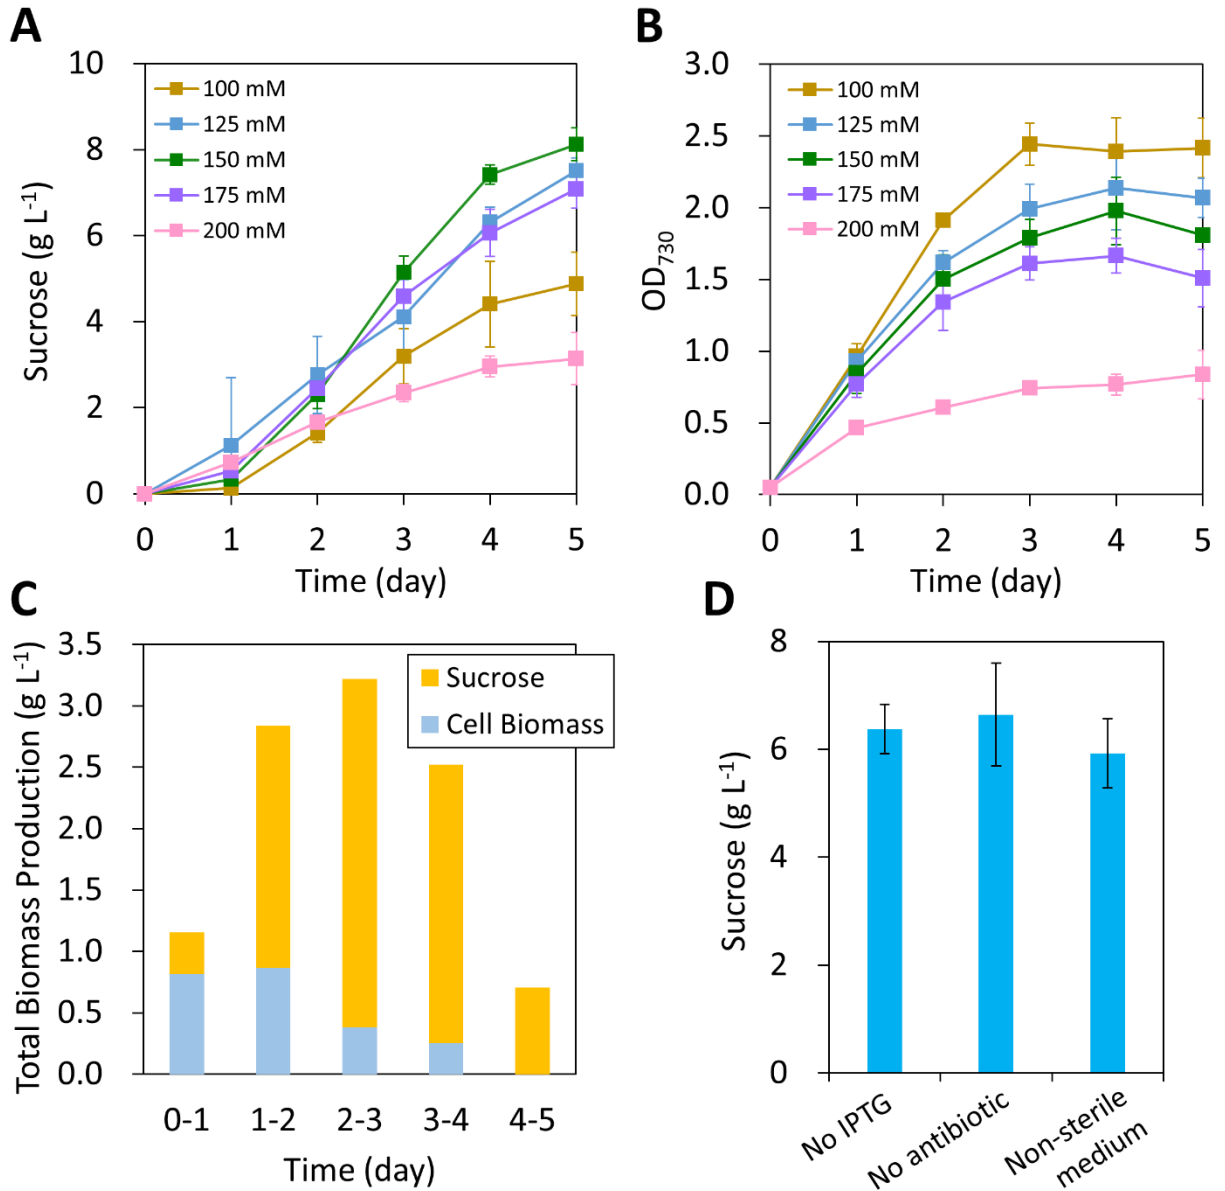 A
Sucrose (g L⁻¹)
10
8
6
4
2
0
100 mM
125 mM
150 mM
175 mM
200 mM
0 1 2 3 4 5
Time (day)
B
OD₇₃₀
3.0
2.5
2.0
1.5
1.0
0.5
0.0
100 mM
125 mM
150 mM
175 mM
200 mM
0 1 2 3 4 5
Time (day)
C
Total Biomass Production (g L⁻¹)
3.5
3.0
2.5
2.0
1.5
1.0
0.5
0.0
Sucrose
Cell Biomass
0-1 1-2 2-3 3-4 4-5
Time (day)
D
Sucrose (g L⁻¹)
8
6
4
2
0
No IPTG
No antibiotic
Non-sterile
medium